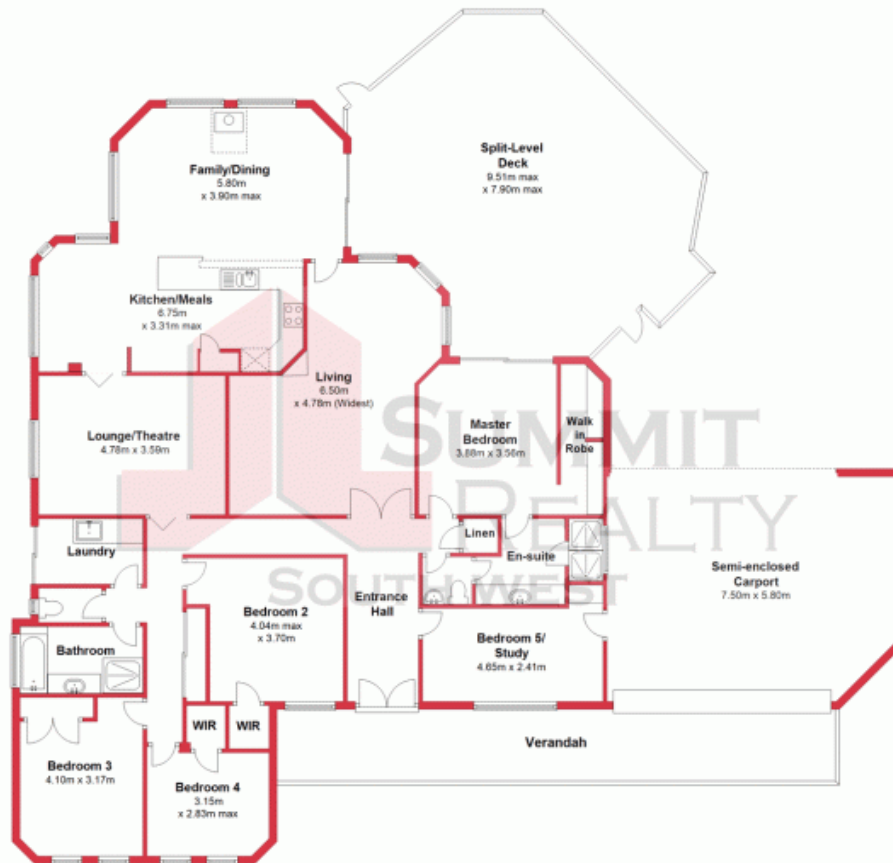 Split-Level
Deck
9.51m max
x 7.90m max
Family/Dining
5.80m
x 3.90m max
Kitchen/Meals
6.75m
x 3.31m max
Living
6.50m
x 4.78m (Widest)
Lounge/Theatre
4.78m x 3.59m
Master
Bedroom
3.88m x 3.56m
Walk
in
Robe
SUMMIT
REALTY
SOUTH WEST
Laundry
Linen
En-suite
Semi-enclosed
Carport
7.50m x 5.80m
Bedroom 2
4.04m max
x 3.70m
Entrance
Hall
Bedroom 5/
Study
4.65m x 2.41m
Bathroom
WIR
WIR
Verandah
Bedroom 3
4.10m x 3.17m
Bedroom 4
3.15m
x 2.83m max